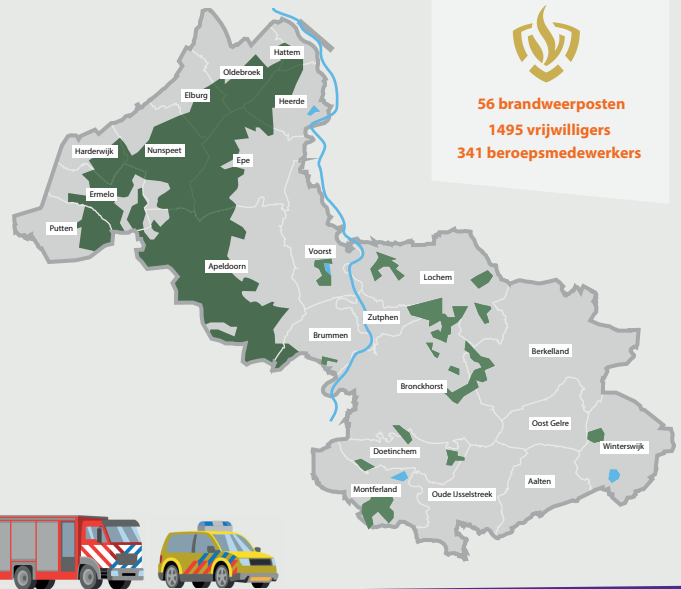 56 brandweerposten
1495 vrijwilligers
341 beroepsmedewerkers
Hattem
Oldebroek
Elburg
Heerde
Harderwijk
Nunspeet
Epe
Ermelo
Putten
Apeldoorn
Voorst
Lochem
Zutphen
Brummen
Berkelland
Bronckhorst
Oost Gelre
Winterswijk
Doetinchem
Aalten
Montferland
Oude IJsselstreek